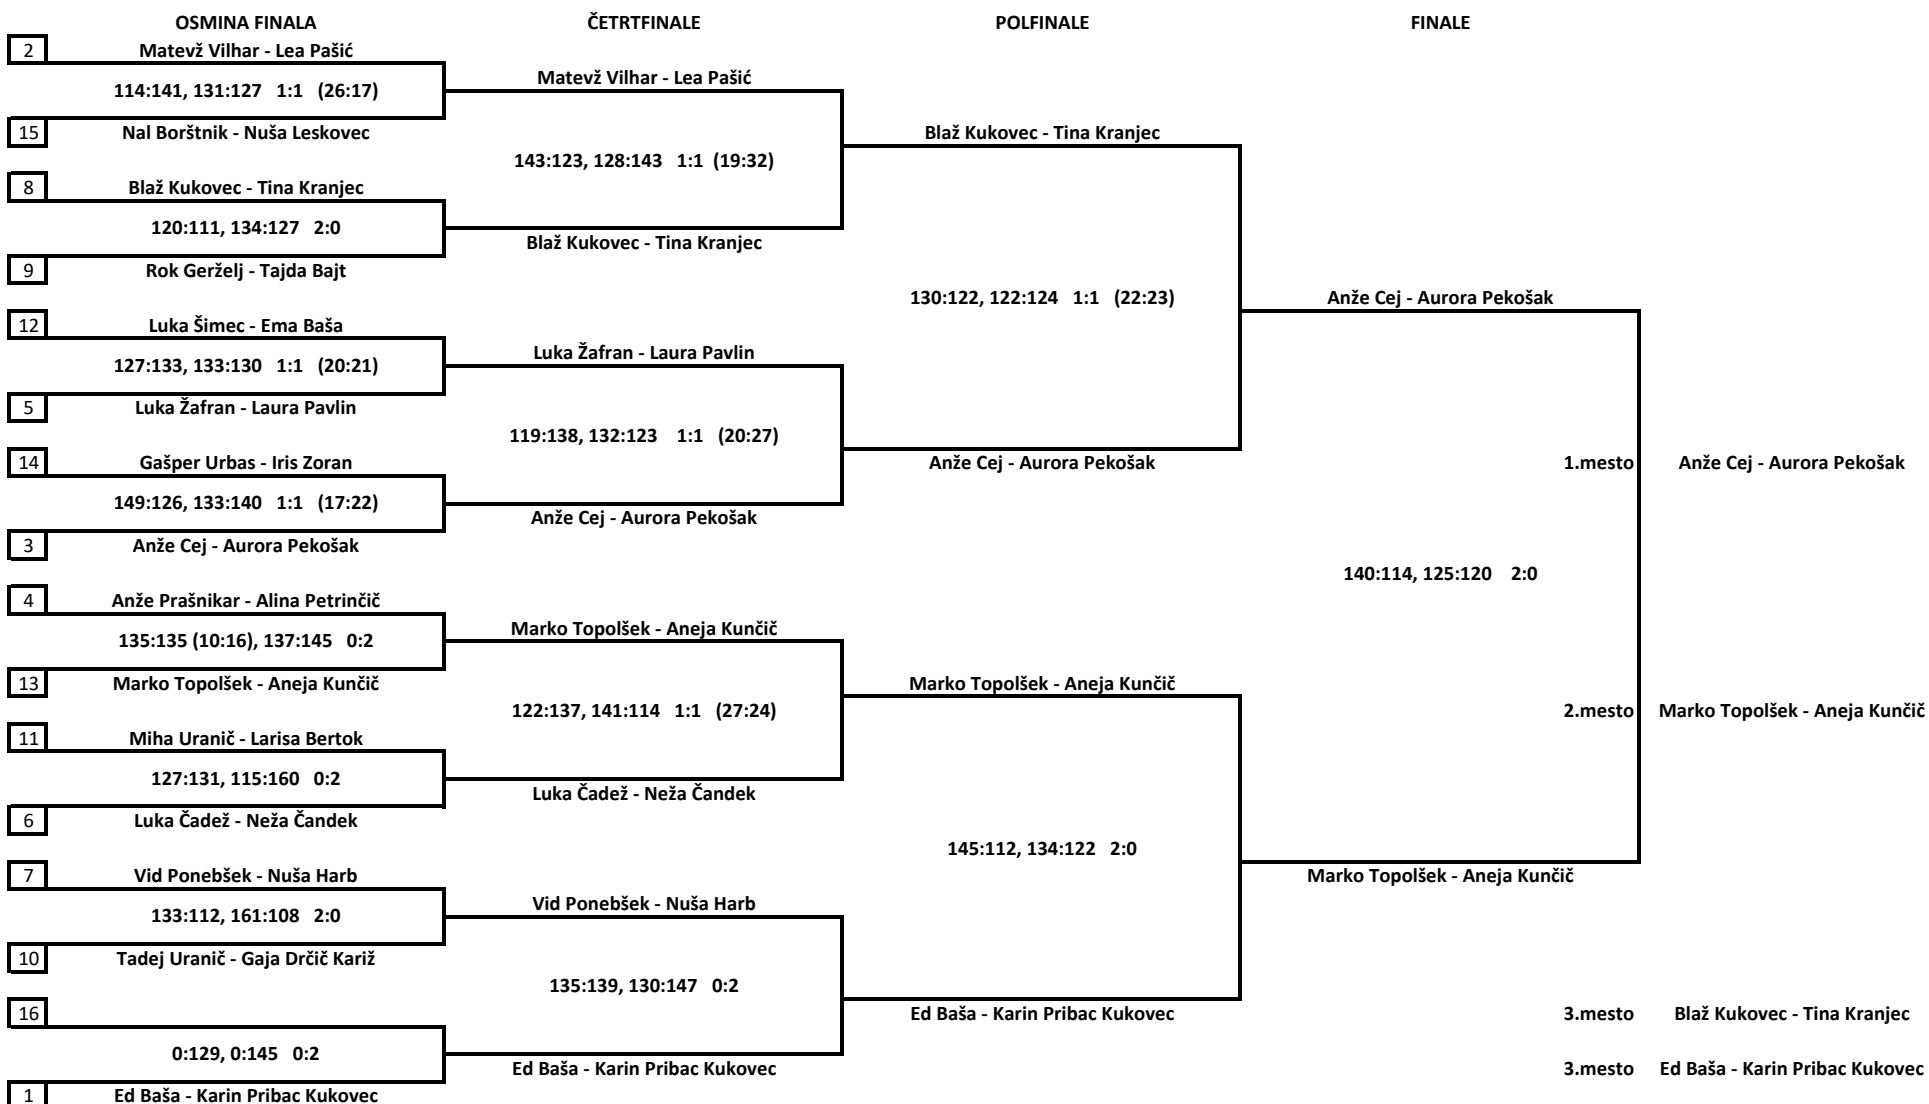 OSMINA FINALA ČETRTFINALE POLFINALE FINALE
2 Matevž Vilhar - Lea Pašić
Matevž Vilhar - Lea Pašić
114:141, 131:127 1:1 (26:17)
15 Nal Borštnik - Nuša Leskovec Blaž Kukovec - Tina Kranjec
143:123, 128:143 1:1 (19:32)
8 Blaž Kukovec - Tina Kranjec
120:111, 134:127 2:0
Blaž Kukovec - Tina Kranjec
9 Rok Gerželj - Tajda Bajt
130:122, 122:124 1:1 (22:23) Anže Cej - Aurora Pekošak
12 Luka Šimec - Ema Baša
Luka Žafran - Laura Pavlin
127:133, 133:130 1:1 (20:21)
5 Luka Žafran - Laura Pavlin
119:138, 132:123 1:1 (20:27)
14 Gašper Urbas - Iris Zoran Anže Cej - Aurora Pekošak 1.mesto Anže Cej - Aurora Pekošak
149:126, 133:140 1:1 (17:22)
Anže Cej - Aurora Pekošak
3 Anže Cej - Aurora Pekošak
140:114, 125:120 2:0
4 Anže Prašnikar - Alina Petrinčič
Marko Topolšek - Aneja Kunčič
135:135 (10:16), 137:145 0:2
13 Marko Topolšek - Aneja Kunčič Marko Topolšek - Aneja Kunčič
122:137, 141:114 1:1 (27:24) 2.mesto Marko Topolšek - Aneja Kunčič
11 Miha Uranič - Larisa Bertok
127:131, 115:160 0:2
Luka Čadež - Neža Čandek
6 Luka Čadež - Neža Čandek
145:112, 134:122 2:0
7 Vid Ponebšek - Nuša Harb Marko Topolšek - Aneja Kunčič
Vid Ponebšek - Nuša Harb
133:112, 161:108 2:0
10 Tadej Uranič - Gaja Drčič Kariž
135:139, 130:147 0:2
16 Ed Baša - Karin Pribac Kukovec 3.mesto Blaž Kukovec - Tina Kranjec
0:129, 0:145 0:2
Ed Baša - Karin Pribac Kukovec 3.mesto Ed Baša - Karin Pribac Kukovec
1 Ed Baša - Karin Pribac Kukovec